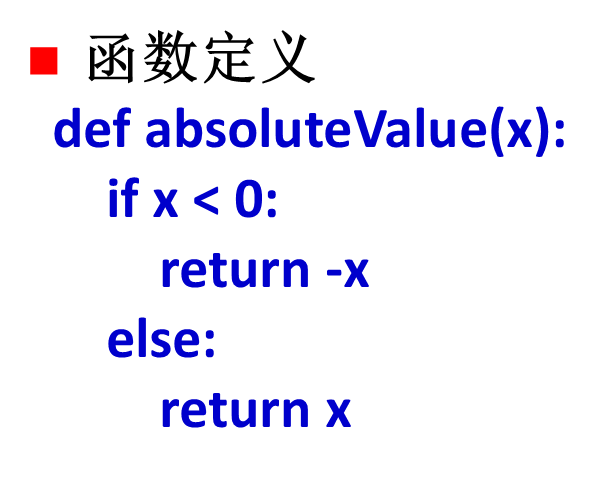 函数定义
def absoluteValue(x):
if x < 0:
return -x
else:
return x